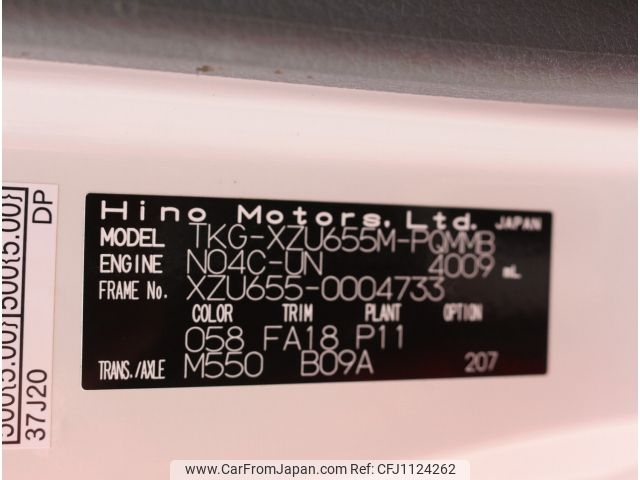 Hino Motors, Ltd. JAPAN
MODEL TKG-XZU655M-PQMMB
ENGINE N04C-UN 4009 mL
FRAME No. XZU655-0004733
COLOR TRIM PLANT OPTION
058 FA18 P11
TRANS./AXLE M550 B09A 207
DP
37J20
www.CarFromJapan.com | Ref.No: CFJ1124262